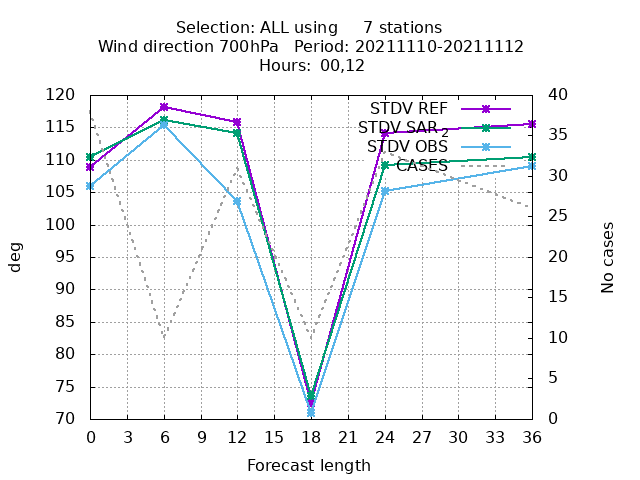 Selection: ALL using     7 stations
Wind direction 700hPa   Period: 20211110-20211112
Hours: 00,12
STDV REF
STDV SAR 2
STDV OBS
CASES
120
115
110
105
100
95
90
85
80
75
70
40
35
30
25
20
15
10
5
0
deg
No cases
0 3 6 9 12 15 18 21 24 27 30 33 36
Forecast length